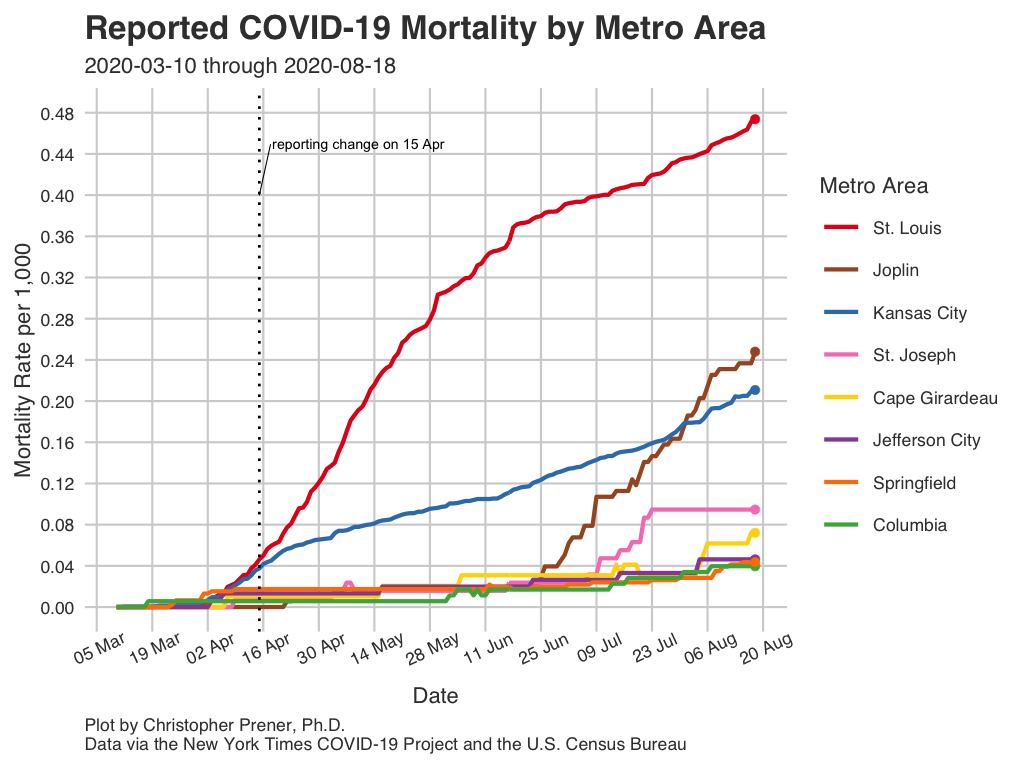 Reported COVID-19 Mortality by Metro Area
2020-03-10 through 2020-08-18
Mortality Rate per 1,000
0.48
0.44
0.40
0.36
0.32
0.28
0.24
0.20
0.16
0.12
0.08
0.04
0.00
reporting change on 15 Apr
05 Mar
19 Mar
02 Apr
16 Apr
30 Apr
14 May
28 May
11 Jun
25 Jun
09 Jul
23 Jul
06 Aug
20 Aug
Date
Metro Area
St. Louis
Joplin
Kansas City
St. Joseph
Cape Girardeau
Jefferson City
Springfield
Columbia
Plot by Christopher Prener, Ph.D.
Data via the New York Times COVID-19 Project and the U.S. Census Bureau